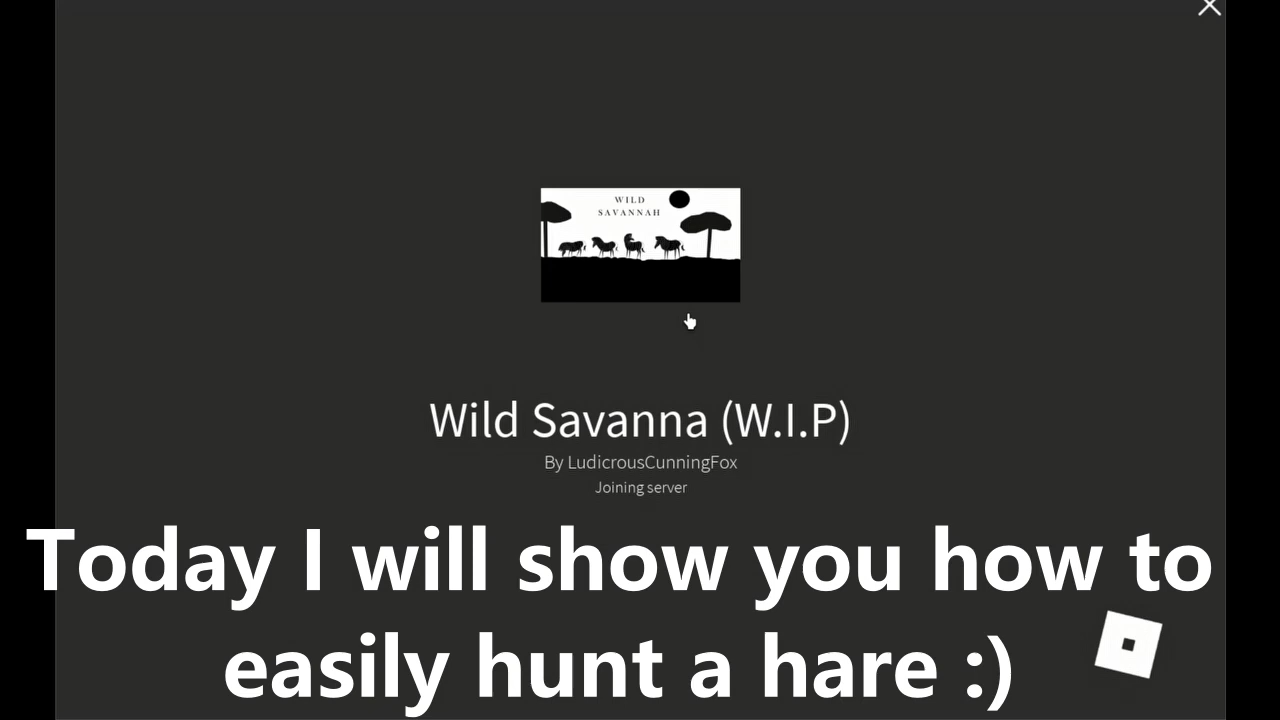 WILD
SAVANNAH
Wild Savanna (W.I.P)
By LudicrousCunningFox
Joining server
Today I will show you how to
easily hunt a hare :)